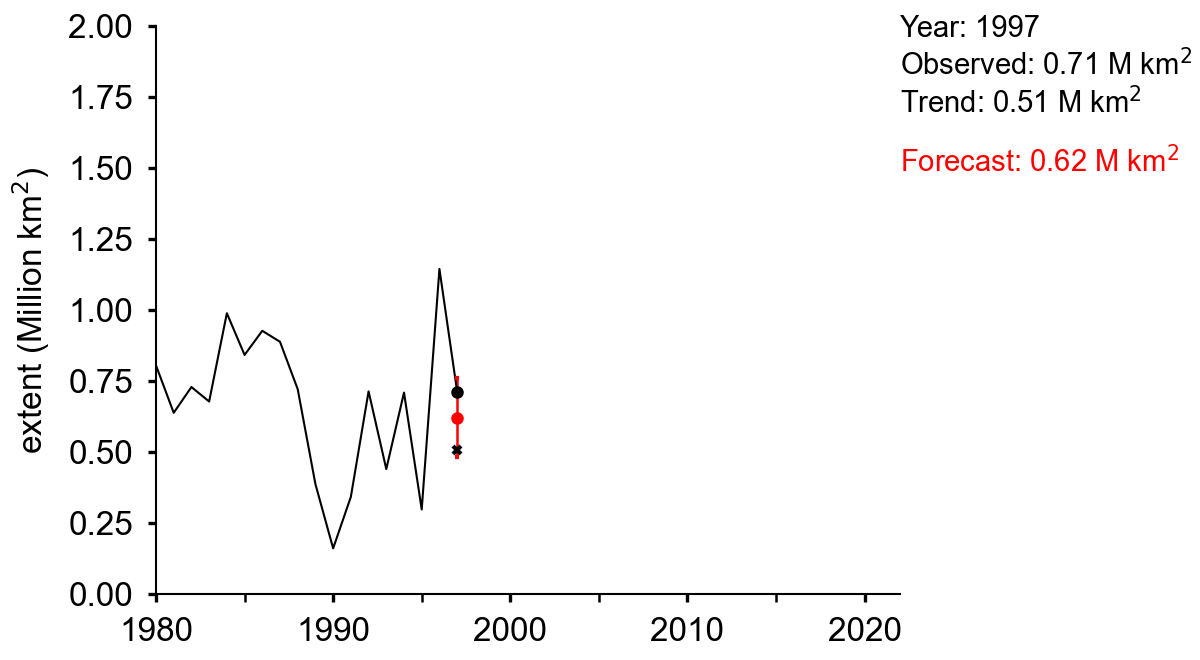 Year: 1997
Observed: 0.71 M km²
Trend: 0.51 M km²
Forecast: 0.62 M km²
extent (Million km²)
2.00
1.75
1.50
1.25
1.00
0.75
0.50
0.25
0.00
1980 1990 2000 2010 2020